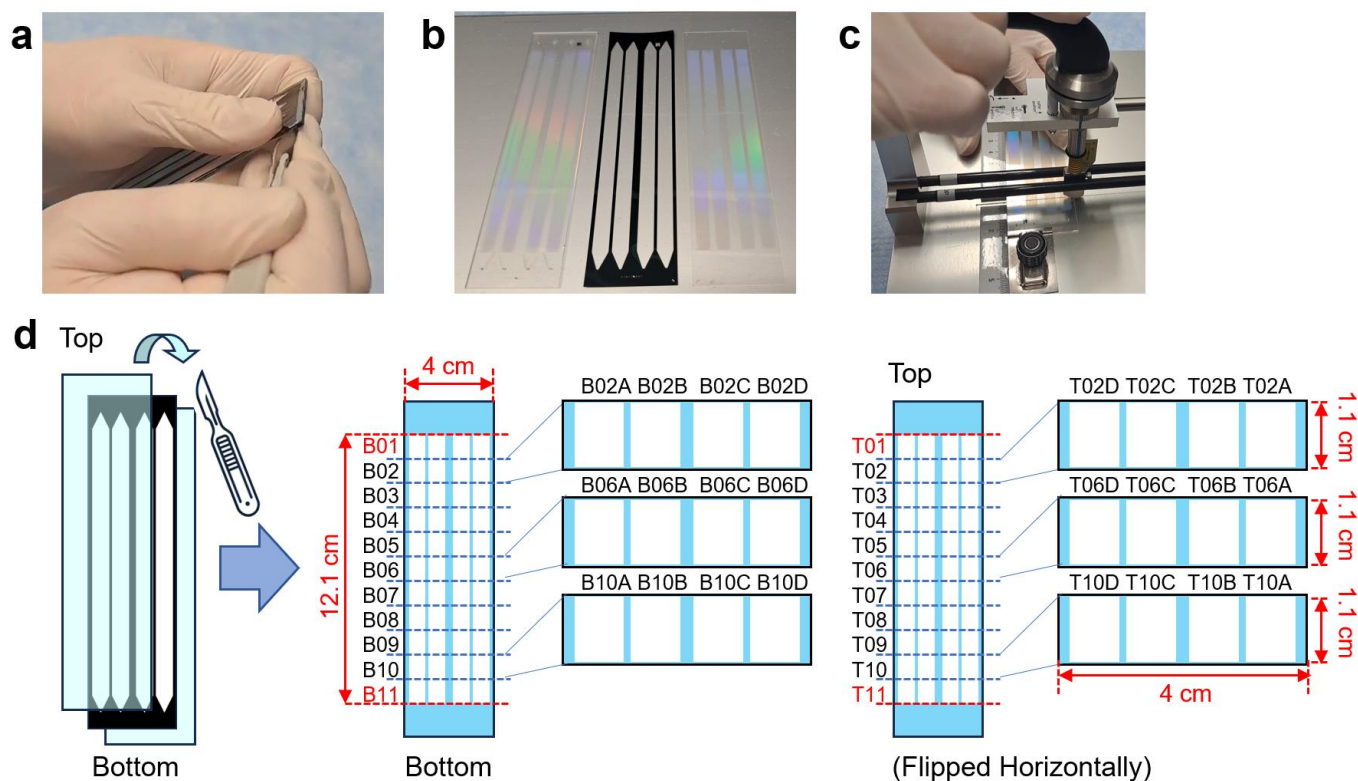 a
b
c
d
Top
Bottom
4 cm
12.1 cm
B01
B02
B03
B04
B05
B06
B07
B08
B09
B10
B11
Bottom
B02A B02B B02C B02D
B06A B06B B06C B06D
B10A B10B B10C B10D
Top
T01
T02
T03
T04
T05
T06
T07
T08
T09
T10
T11
(Flipped Horizontally)
T02D T02C T02B T02A
1.1 cm
T06D T06C T06B T06A
1.1 cm
T10D T10C T10B T10A
1.1 cm
4 cm